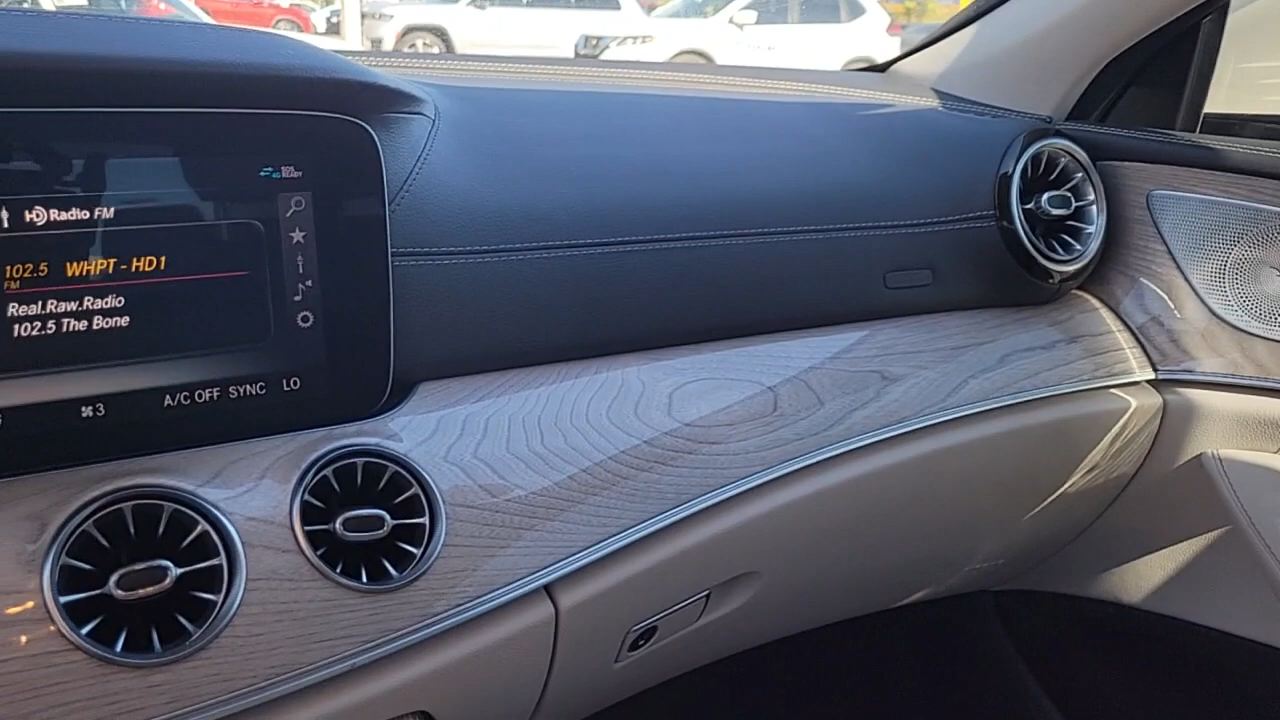 SOS
4G READY
HD Radio FM
102.5 WHPT - HD1
FM
Real.Raw.Radio
102.5 The Bone
3 A/C OFF SYNC LO